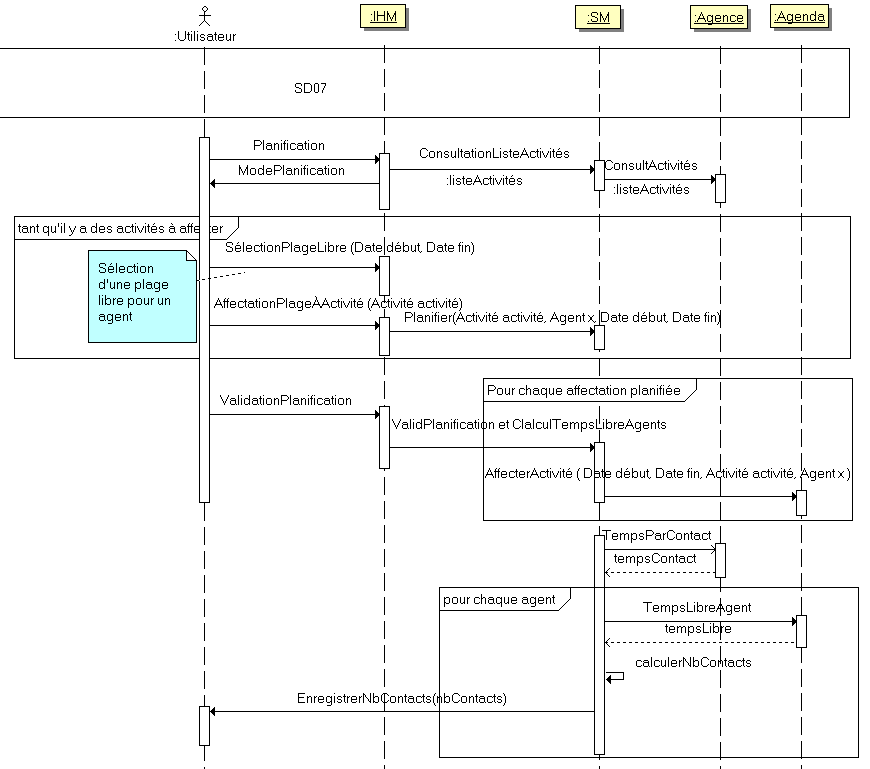 :Utilisateur
:IHM
:SM
:Agence
:Agenda
SD07
Planification
ConsultationListeActivités
ConsultActivités
ModePlanification
:listeActivités
:listeActivités
tant qu'il y a des activités à affecter
SélectionPlageLibre (Date début, Date fin)
Sélection
d'une plage
libre pour un
agent
AffectationPlageÀActivité (Activité activité)
Planifier(Activité activité, Agent x, Date début, Date fin)
Pour chaque affectation planifiée
ValidationPlanification
ValidPlanification et ClalculTempsLibreAgents
AffecterActivité ( Date début, Date fin, Activité activité, Agent x )
TempsParContact
tempsContact
pour chaque agent
TempsLibreAgent
tempsLibre
calculerNbContacts
EnregistrerNbContacts(nbContacts)